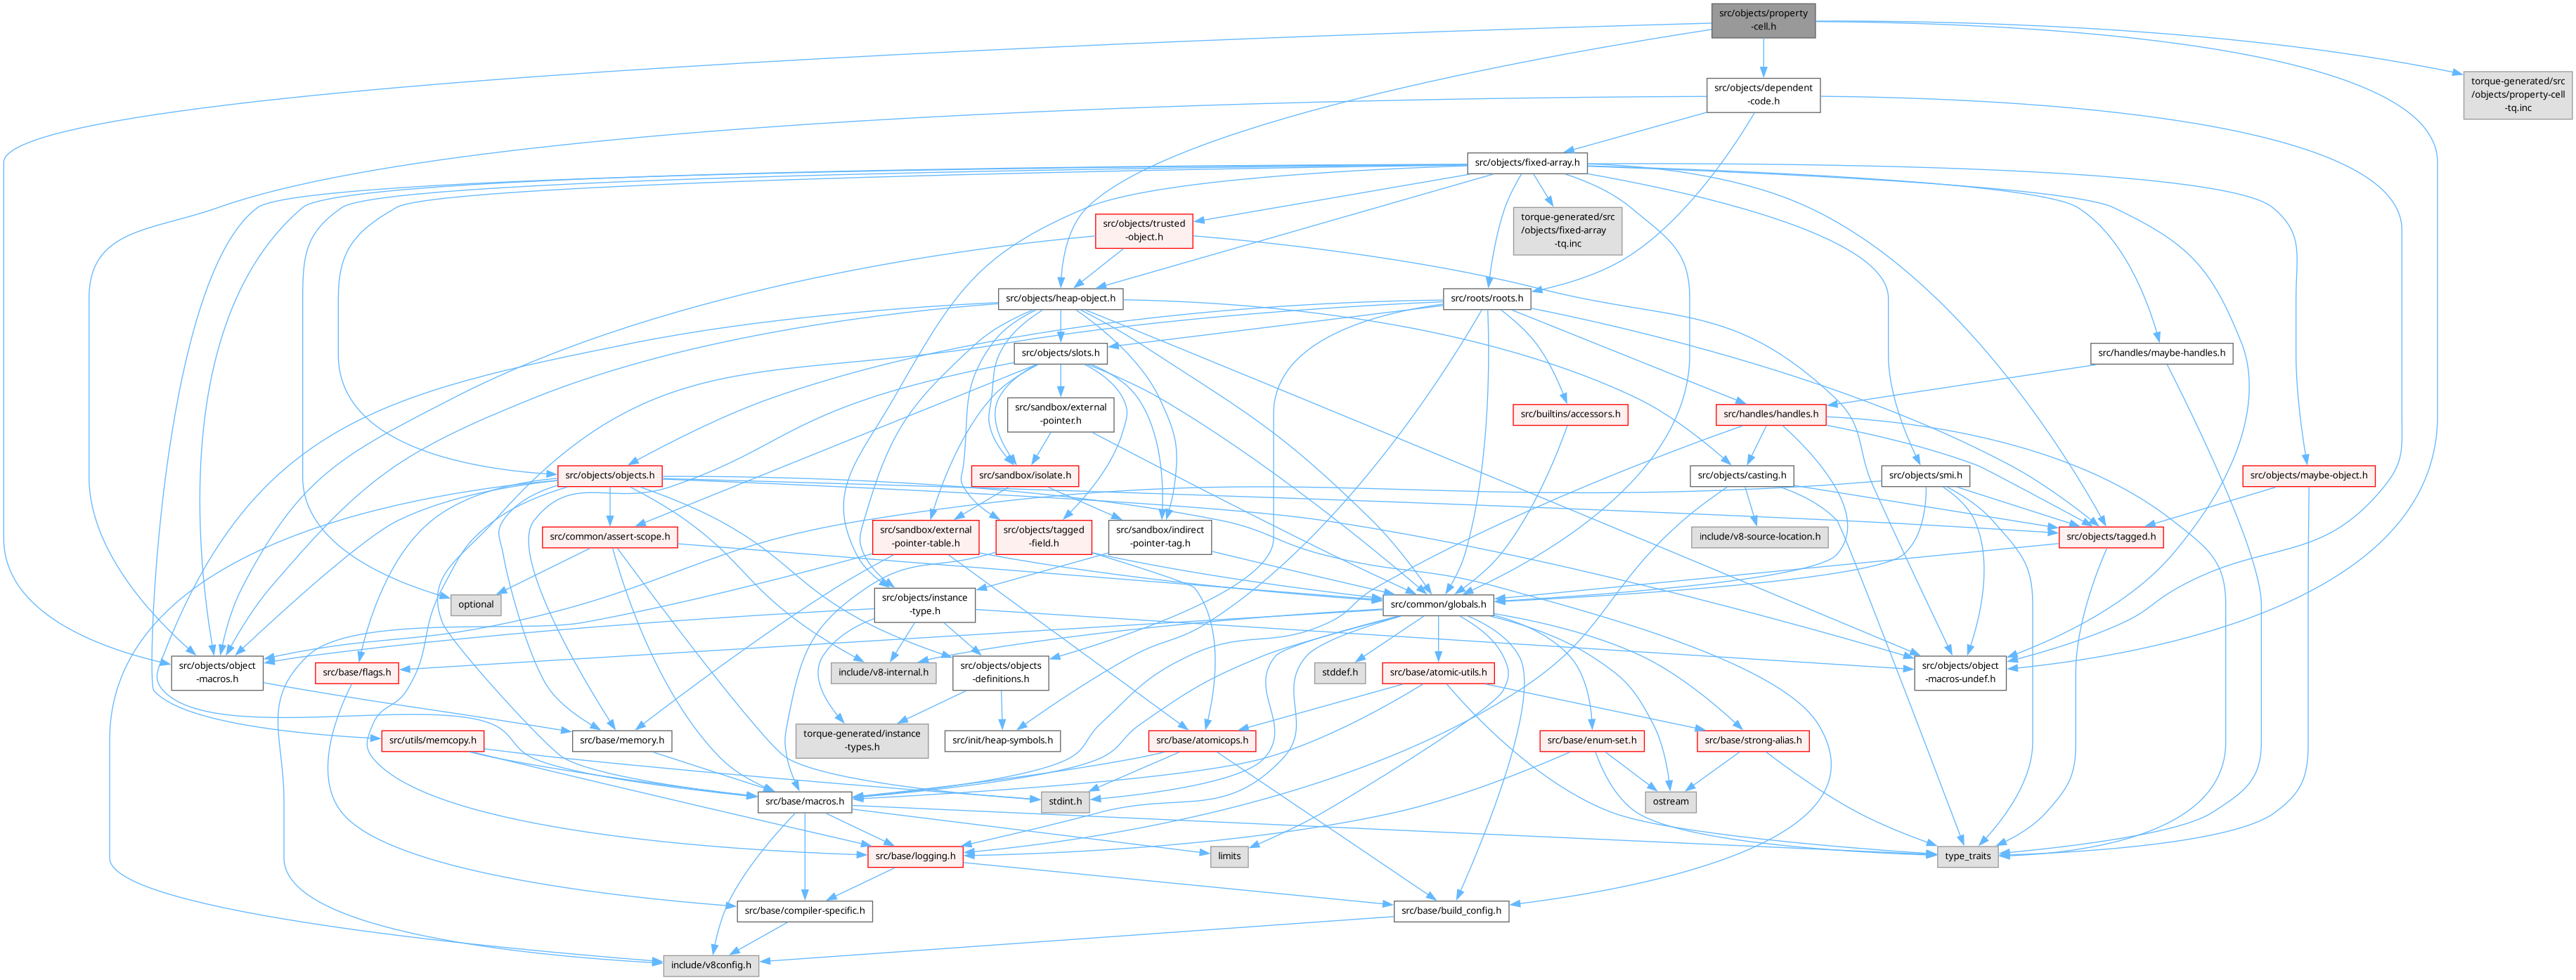 src/objects/property
-cell.h
torque-generated/src
/objects/property-cell
-tq.inc
src/objects/dependent
-code.h
src/objects/fixed-array.h
torque-generated/src
/objects/fixed-array
-tq.inc
src/objects/trusted
-object.h
src/objects/heap-object.h
src/roots/roots.h
src/objects/slots.h
src/handles/maybe-handles.h
src/sandbox/external
-pointer.h
src/builtins/accessors.h
src/handles/handles.h
src/objects/objects.h
src/sandbox/isolate.h
src/objects/casting.h
src/objects/smi.h
src/objects/maybe-object.h
src/common/assert-scope.h
src/sandbox/external
-pointer-table.h
src/objects/tagged
-field.h
src/sandbox/indirect
-pointer-tag.h
include/v8-source-location.h
src/objects/tagged.h
optional
src/objects/instance
-type.h
src/common/globals.h
src/objects/object
-macros.h
src/base/flags.h
include/v8-internal.h
src/objects/objects
-definitions.h
stddef.h
src/base/atomic-utils.h
src/objects/object
-macros-undef.h
src/utils/memcopy.h
src/base/memory.h
torque-generated/instance
-types.h
src/init/heap-symbols.h
src/base/atomicops.h
src/base/enum-set.h
src/base/strong-alias.h
src/base/macros.h
stdint.h
ostream
src/base/logging.h
limits
type_traits
src/base/compiler-specific.h
src/base/build_config.h
include/v8config.h